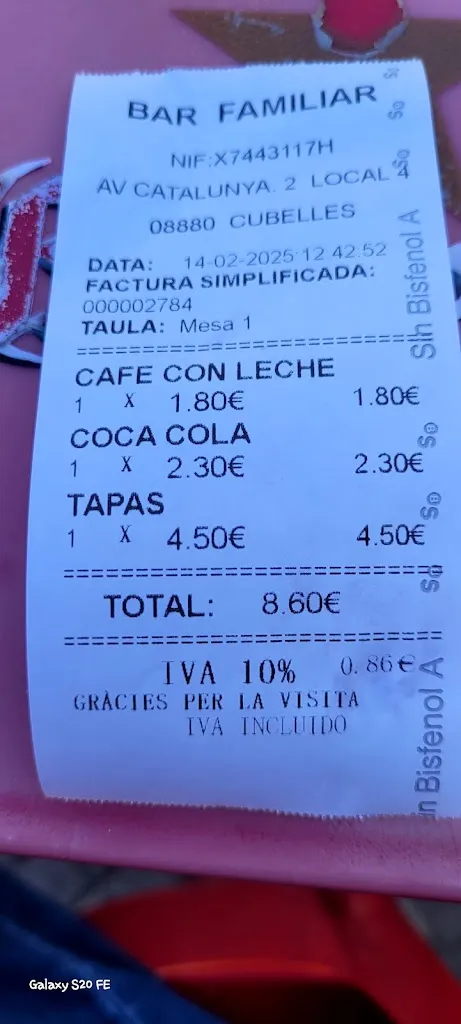 BAR FAMILIAR
NIF:X7443117H
AV CATALUNYA. 2 LOCAL 4
08880 CUBELLES
DATA: 14-02-2025 12 42:52
FACTURA SIMPLIFICADA:
000002784
TAULA: Mesa 1
CAFE CON LECHE
1 X 1.80€ 1.80€
COCA COLA
1 X 2.30€ 2.30€
TAPAS
1 X 4.50€ 4.50€
TOTAL: 8.60€
IVA 10% 0.86€
GRÀCIES PER LA VISITA
IVA INCLUIDO
Sin Bisfenol A
n Bisfenol A
Galaxy S20 FE